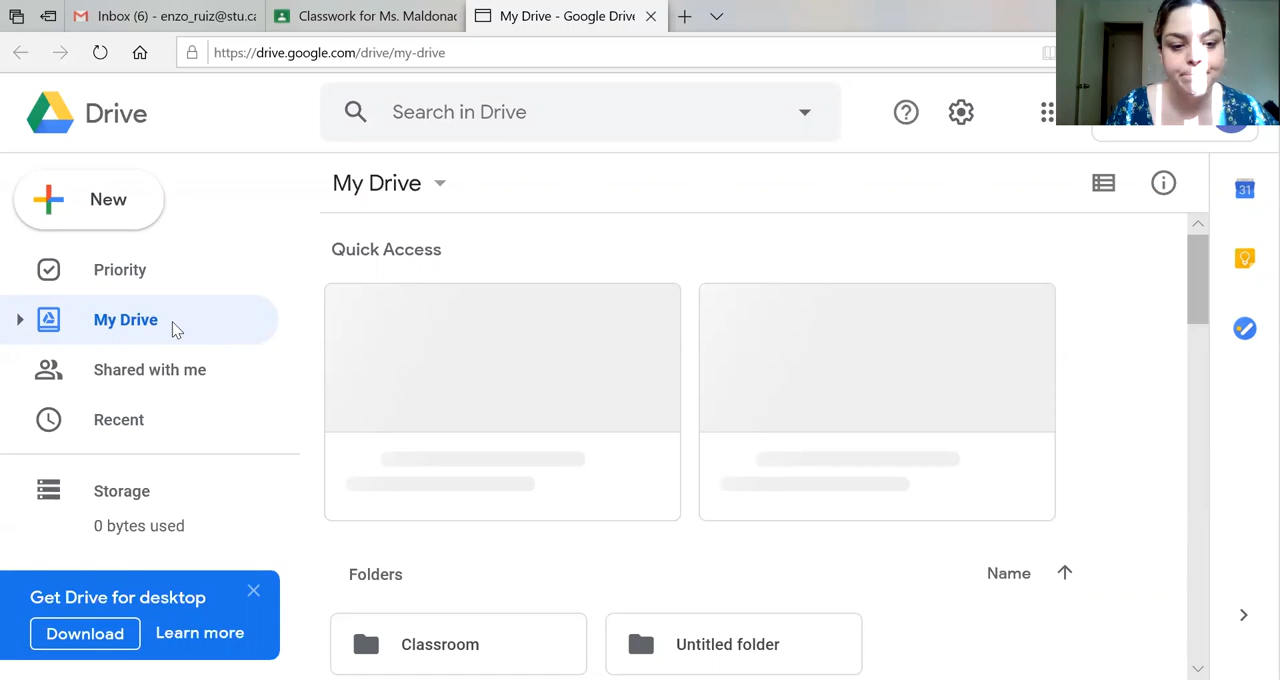 Inbox (6) - enzo_ruiz@stu.ca
Classwork for Ms. Maldonad
My Drive - Google Drive
https://drive.google.com/drive/my-drive
Drive
Search in Drive
New
My Drive
Priority
Quick Access
My Drive
Shared with me
Recent
Storage
0 bytes used
Folders
Name
Get Drive for desktop
Download
Learn more
Classroom
Untitled folder
31